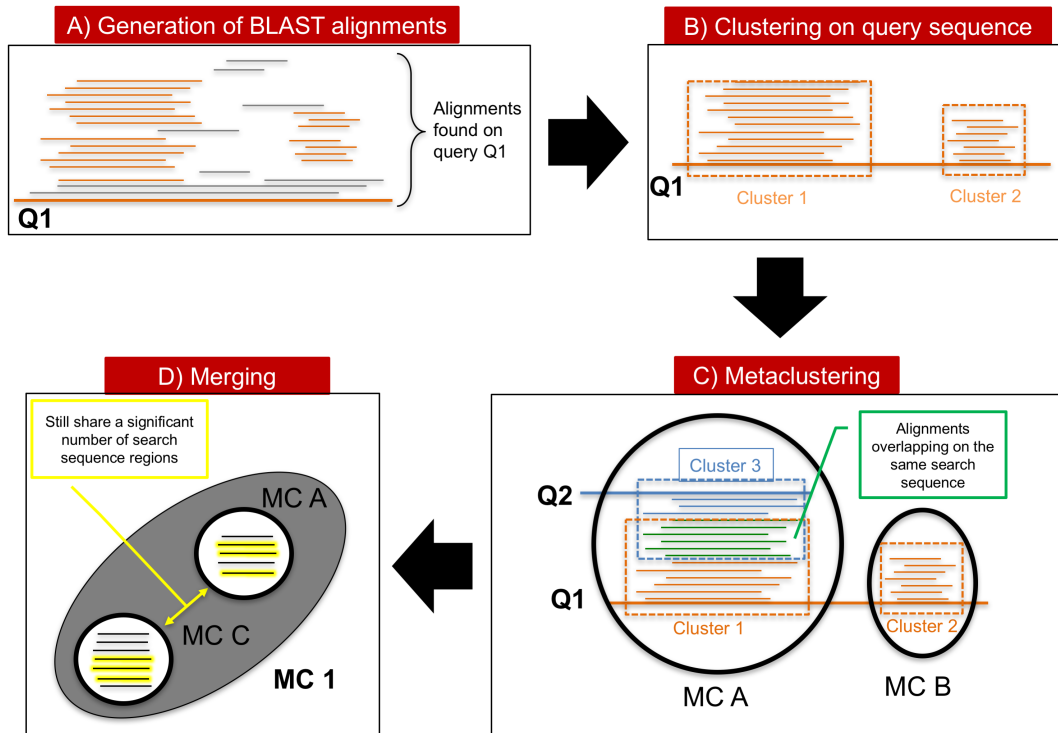 A) Generation of BLAST alignments
Alignments
found on
query Q1
Q1
B) Clustering on query sequence
Q1
Cluster 1
Cluster 2
D) Merging
Still share a significant
number of search
sequence regions
MC A
MC C
MC 1
C) Metaclustering
Alignments
overlapping on the
same search
sequence
Cluster 3
Q2
Q1
Cluster 1
Cluster 2
MC A
MC B